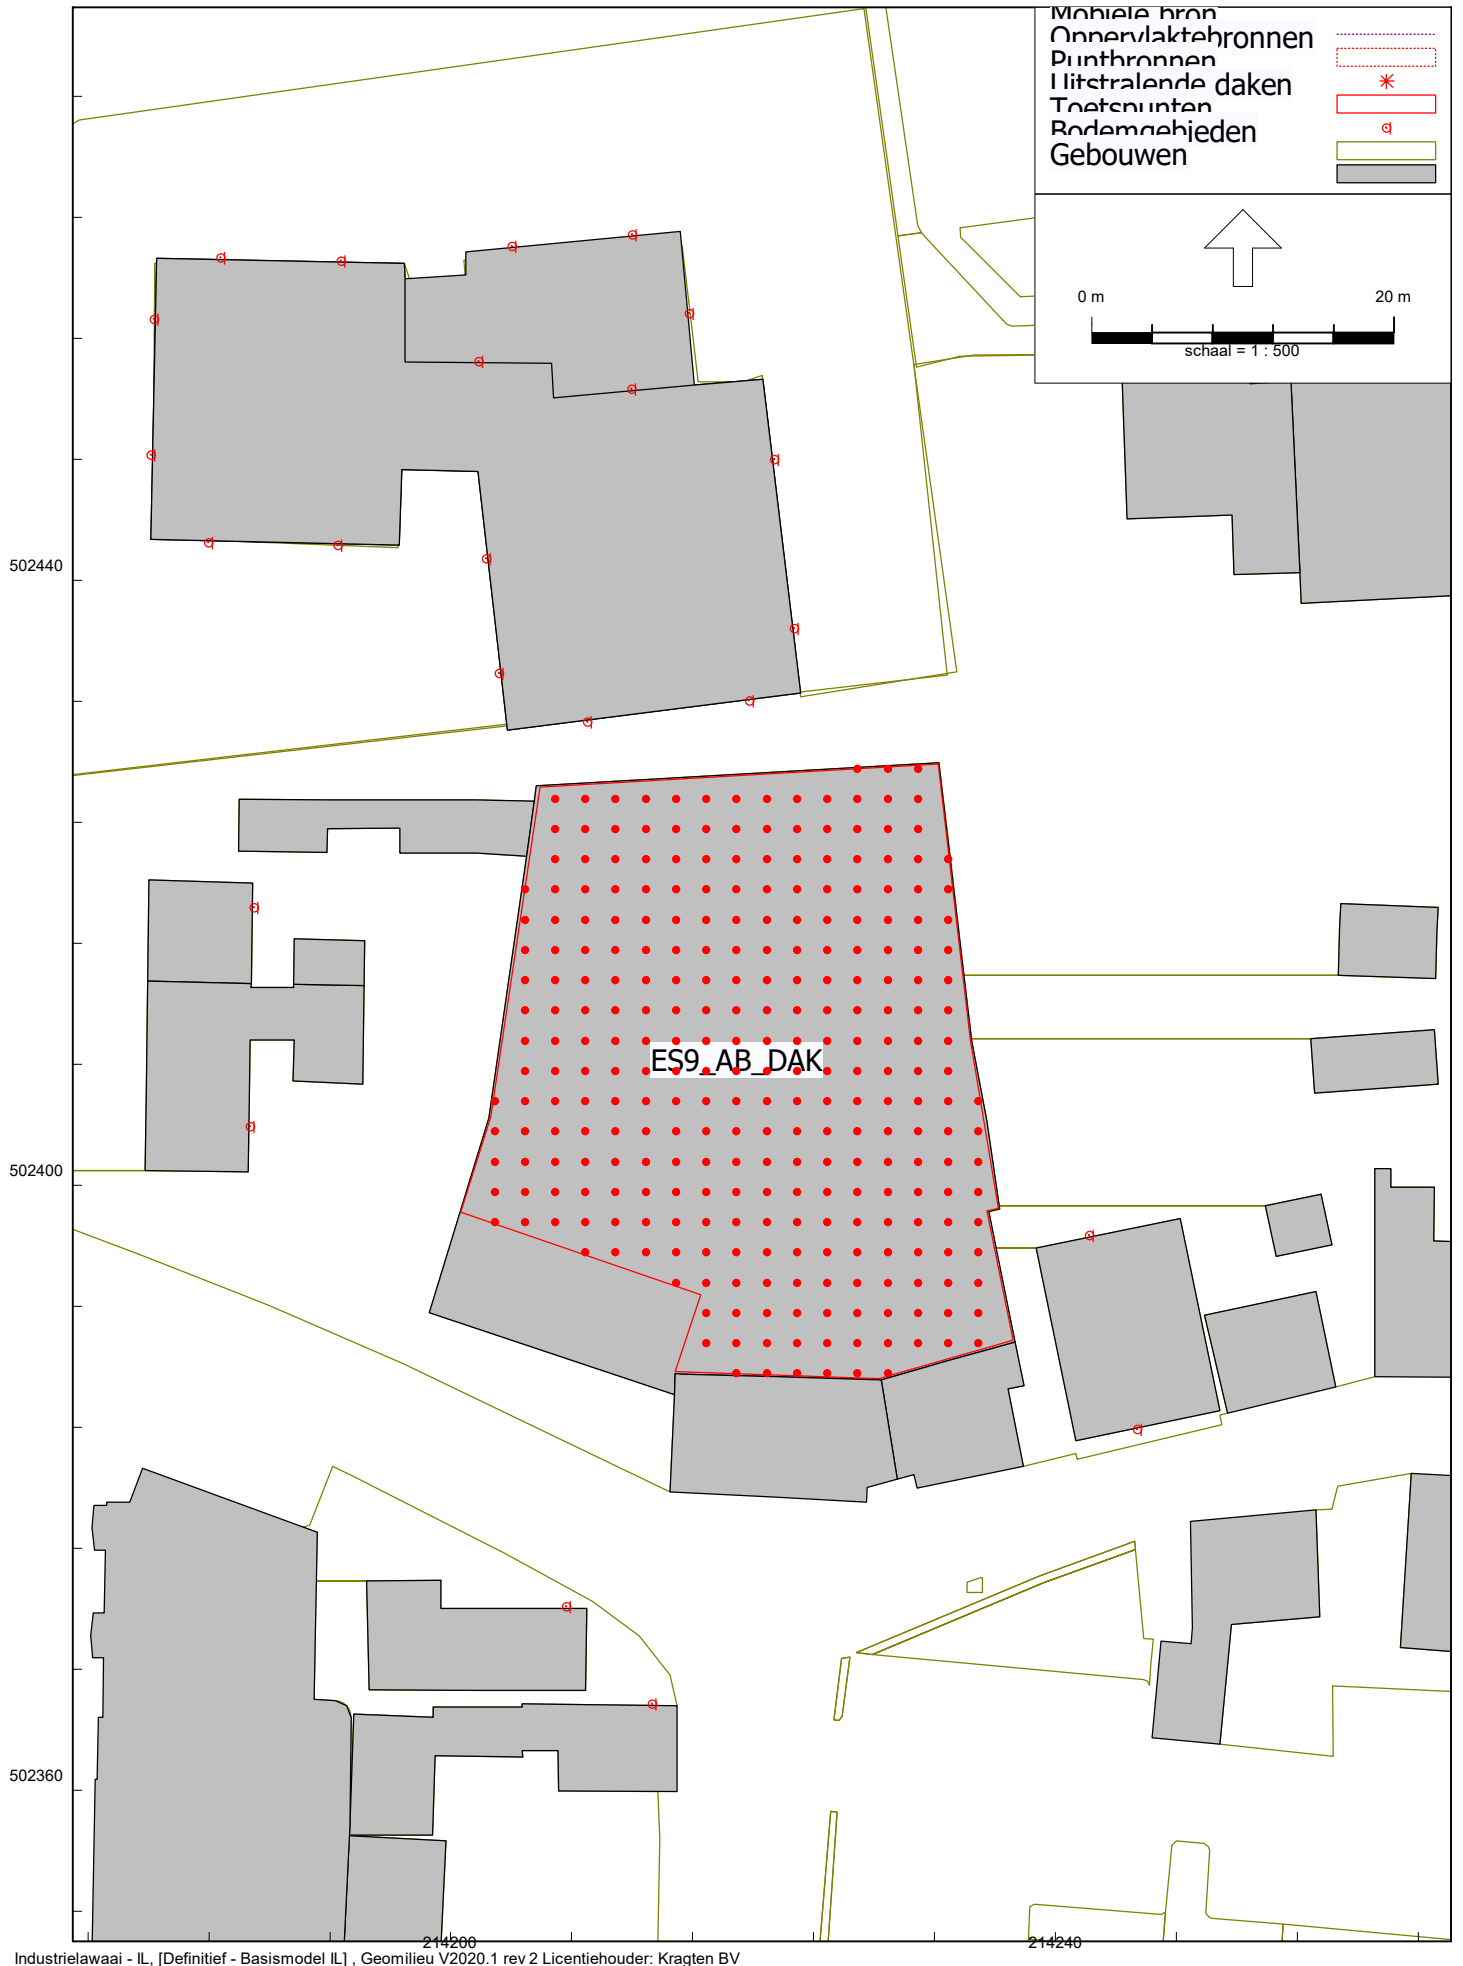 Mobiele bron
Oppervlaktebronnen
Puntbronnen
Uitstralende daken
Toetspunten
Bodemgebieden
Gebouwen
0 m
20 m
schaal = 1 : 500
502440
ES9_AB_DAK
502400
502360
214200
214240
Industrielawaai - IL, [Definitief - Basismodel IL] , Geomilieu V2020.1 rev 2 Licentiehouder: Kragten BV